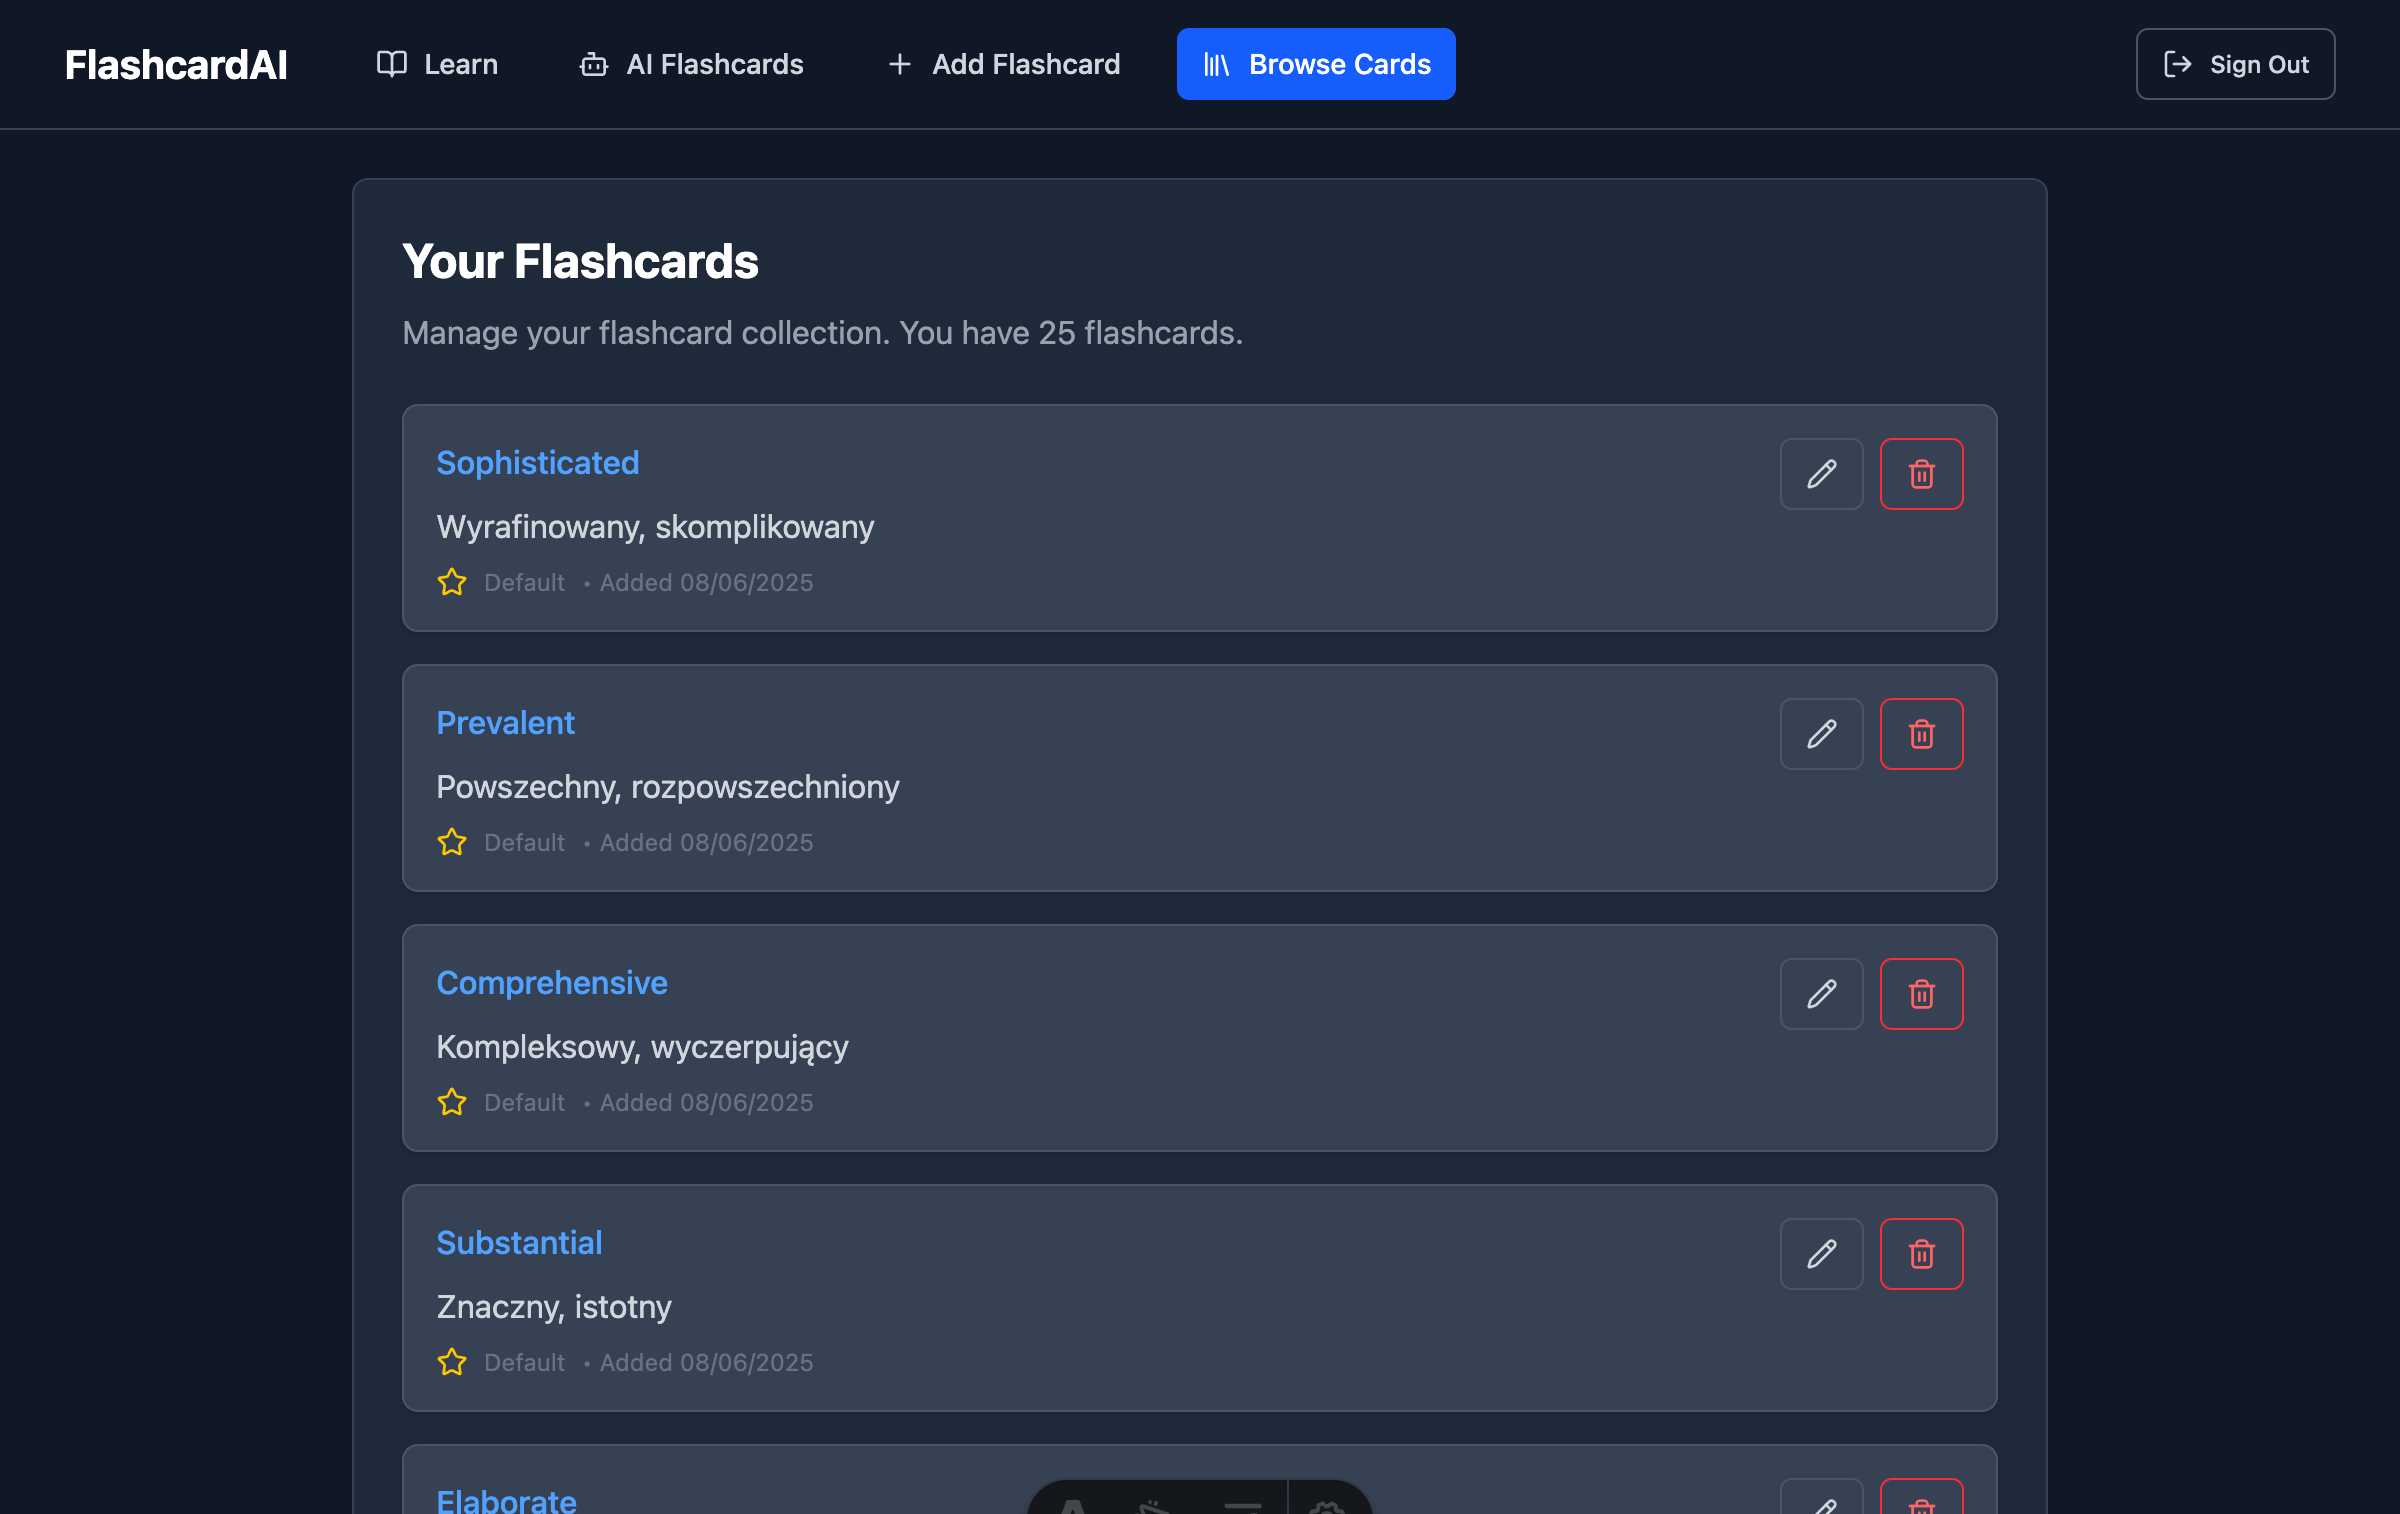 FlashcardAI
Learn
AI Flashcards
Add Flashcard
Browse Cards
Sign Out
Your Flashcards
Manage your flashcard collection. You have 25 flashcards.
Sophisticated
Wyrafinowany, skomplikowany
Default • Added 08/06/2025
Prevalent
Powszechny, rozpowszechniony
Default • Added 08/06/2025
Comprehensive
Kompleksowy, wyczerpujący
Default • Added 08/06/2025
Substantial
Znaczny, istotny
Default • Added 08/06/2025
Elaborate